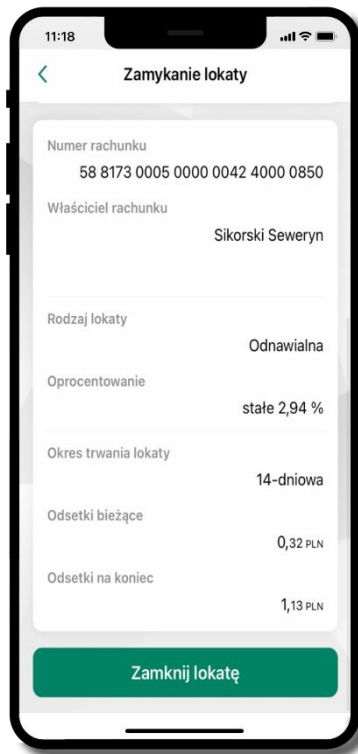 11:18
Zamykanie lokaty
Numer rachunku
58 8173 0005 0000 0042 4000 0850
Właściciel rachunku
Sikorski Seweryn
Rodzaj lokaty
Odnawialna
Oprocentowanie
stałe 2,94 %
Okres trwania lokaty
14-dniowa
Odsetki bieżące
0,32 PLN
Odsetki na koniec
1,13 PLN
Zamknij lokatę